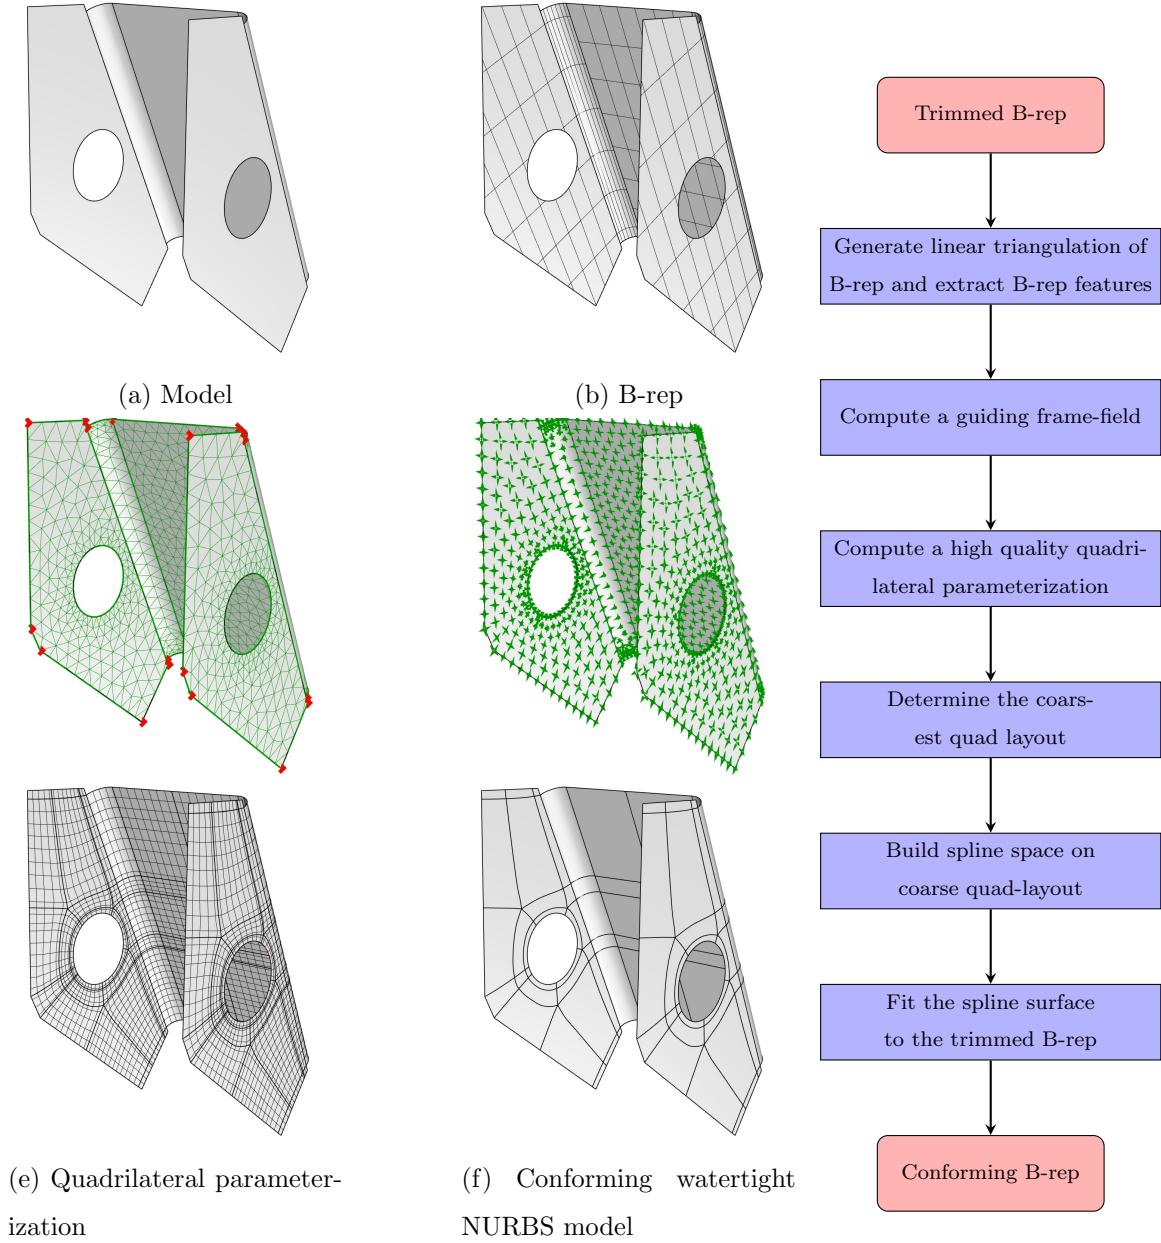 (a) Model
(b) B-rep
(e) Quadrilateral parameter-
ization
(f) Conforming watertight
NURBS model
Trimmed B-rep
Generate linear triangulation of
B-rep and extract B-rep features
Compute a guiding frame-field
Compute a high quality quadri-
lateral parameterization
Determine the coars-
est quad layout
Build spline space on
coarse quad-layout
Fit the spline surface
to the trimmed B-rep
Conforming B-rep